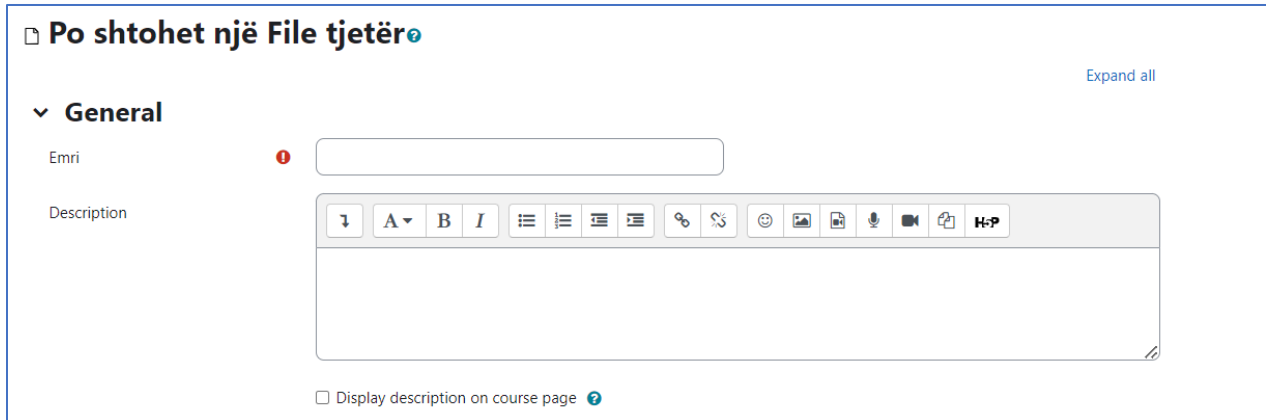 Po shtohet një File tjetër
Expand all
General
Emri
Description
A B I H5P
Display description on course page